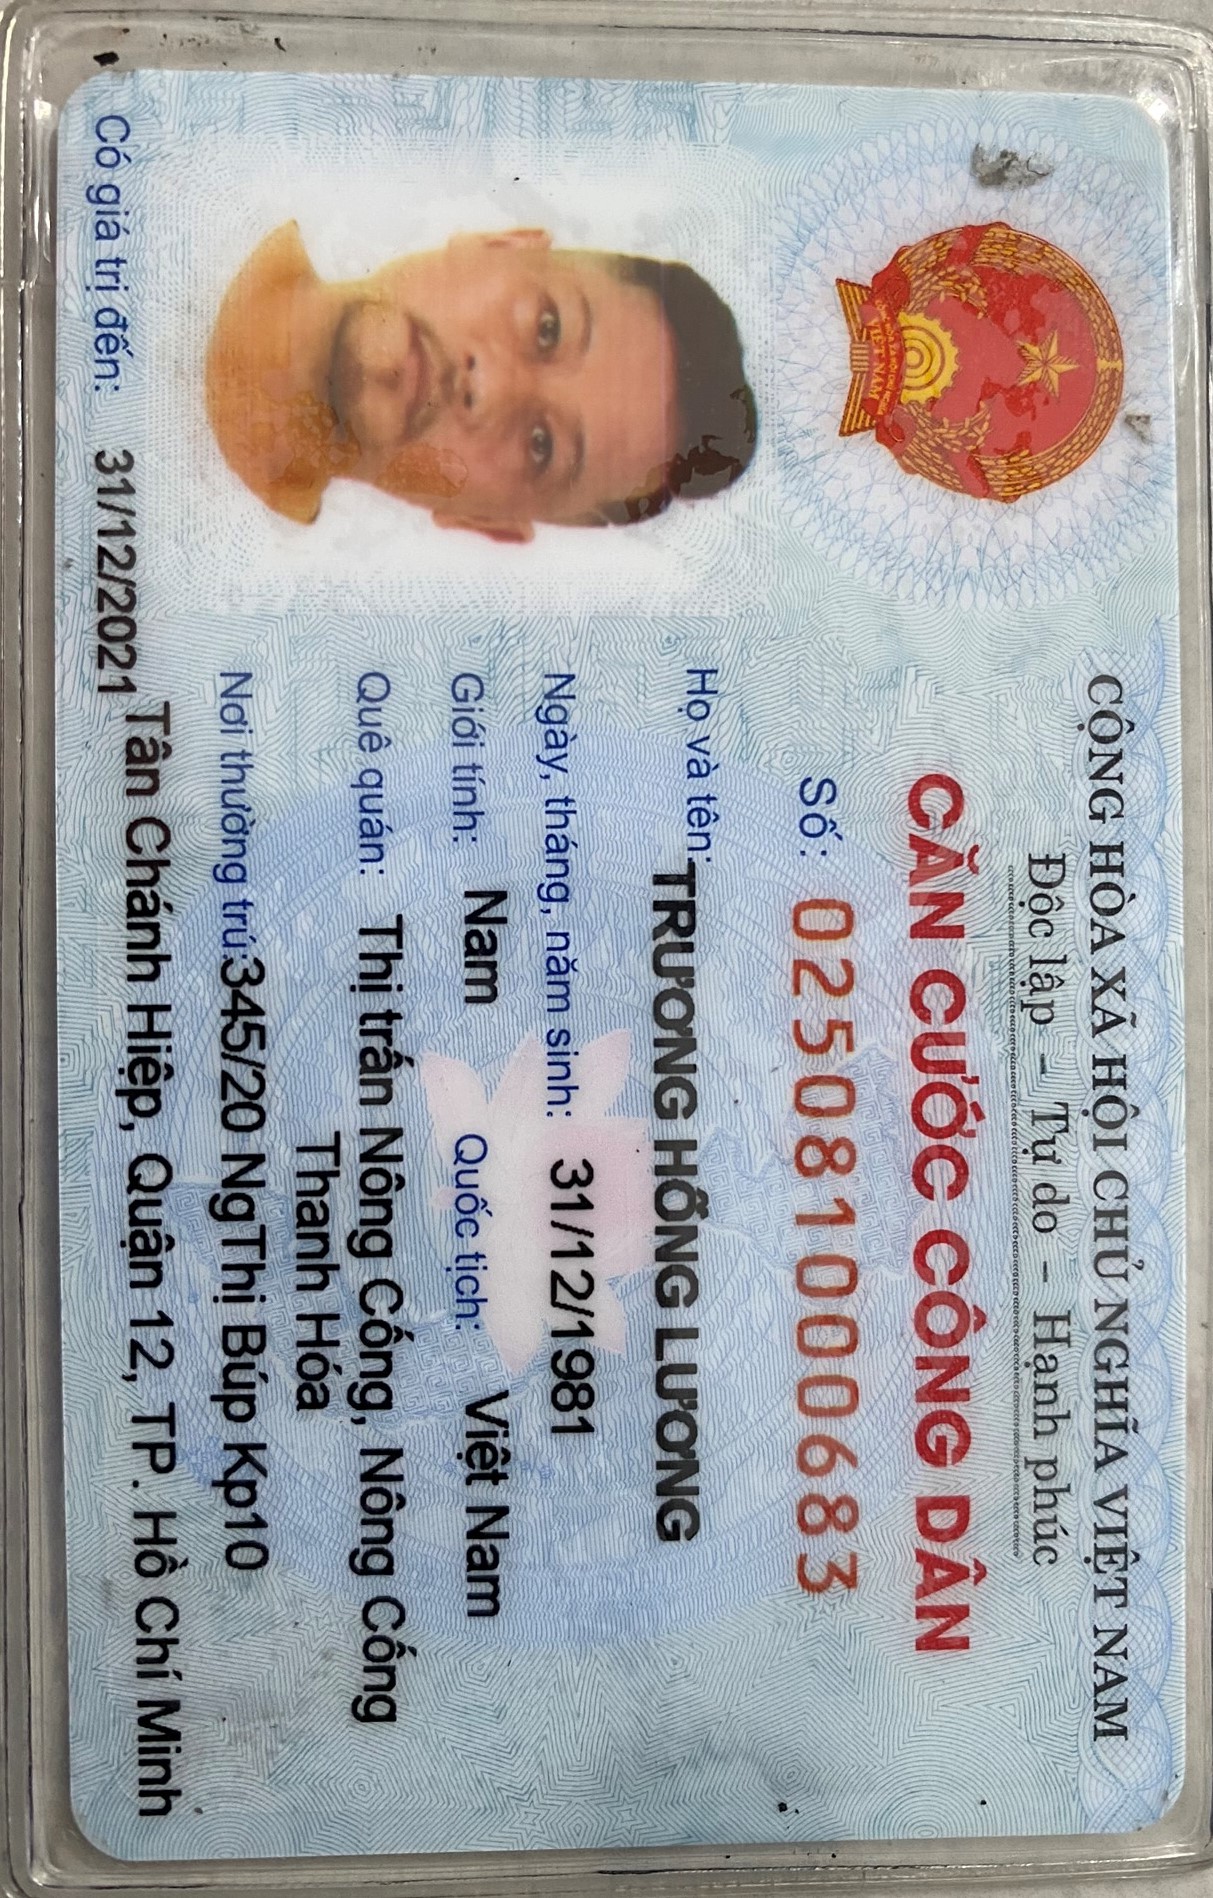 CỘNG HÒA XÃ HỘI CHỦ NGHĨA VIỆT NAM
Độc lập – Tự do – Hạnh phúc
CĂN CƯỚC CÔNG DÂN
Số: 025081000683
Họ và tên: TRƯƠNG HỒNG LƯƠNG
Ngày, tháng, năm sinh: 31/12/1981
Giới tính: Nam Quốc tịch: Việt Nam
Quê quán: Thị trấn Nông Cống, Nông Cống
Thanh Hóa
Nơi thường trú: 345/20 NgThị Búp Kp10
Tân Chánh Hiệp, Quận 12, TP. Hồ Chí Minh
Có giá trị đến: 31/12/2021
VIỆT NAM